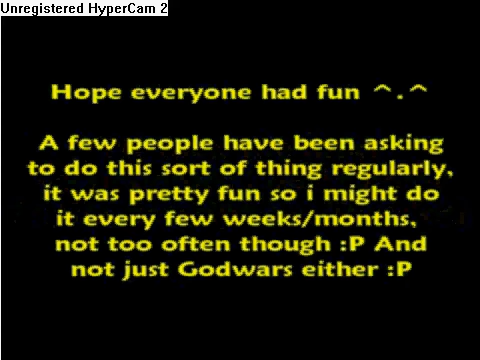 Unregistered HyperCam 2
Hope everyone had fun ^.^
A few people have been asking
to do this sort of thing regularly,
it was pretty fun so i might do
it every few weeks/months,
not too often though :P And
not just Godwars either :P